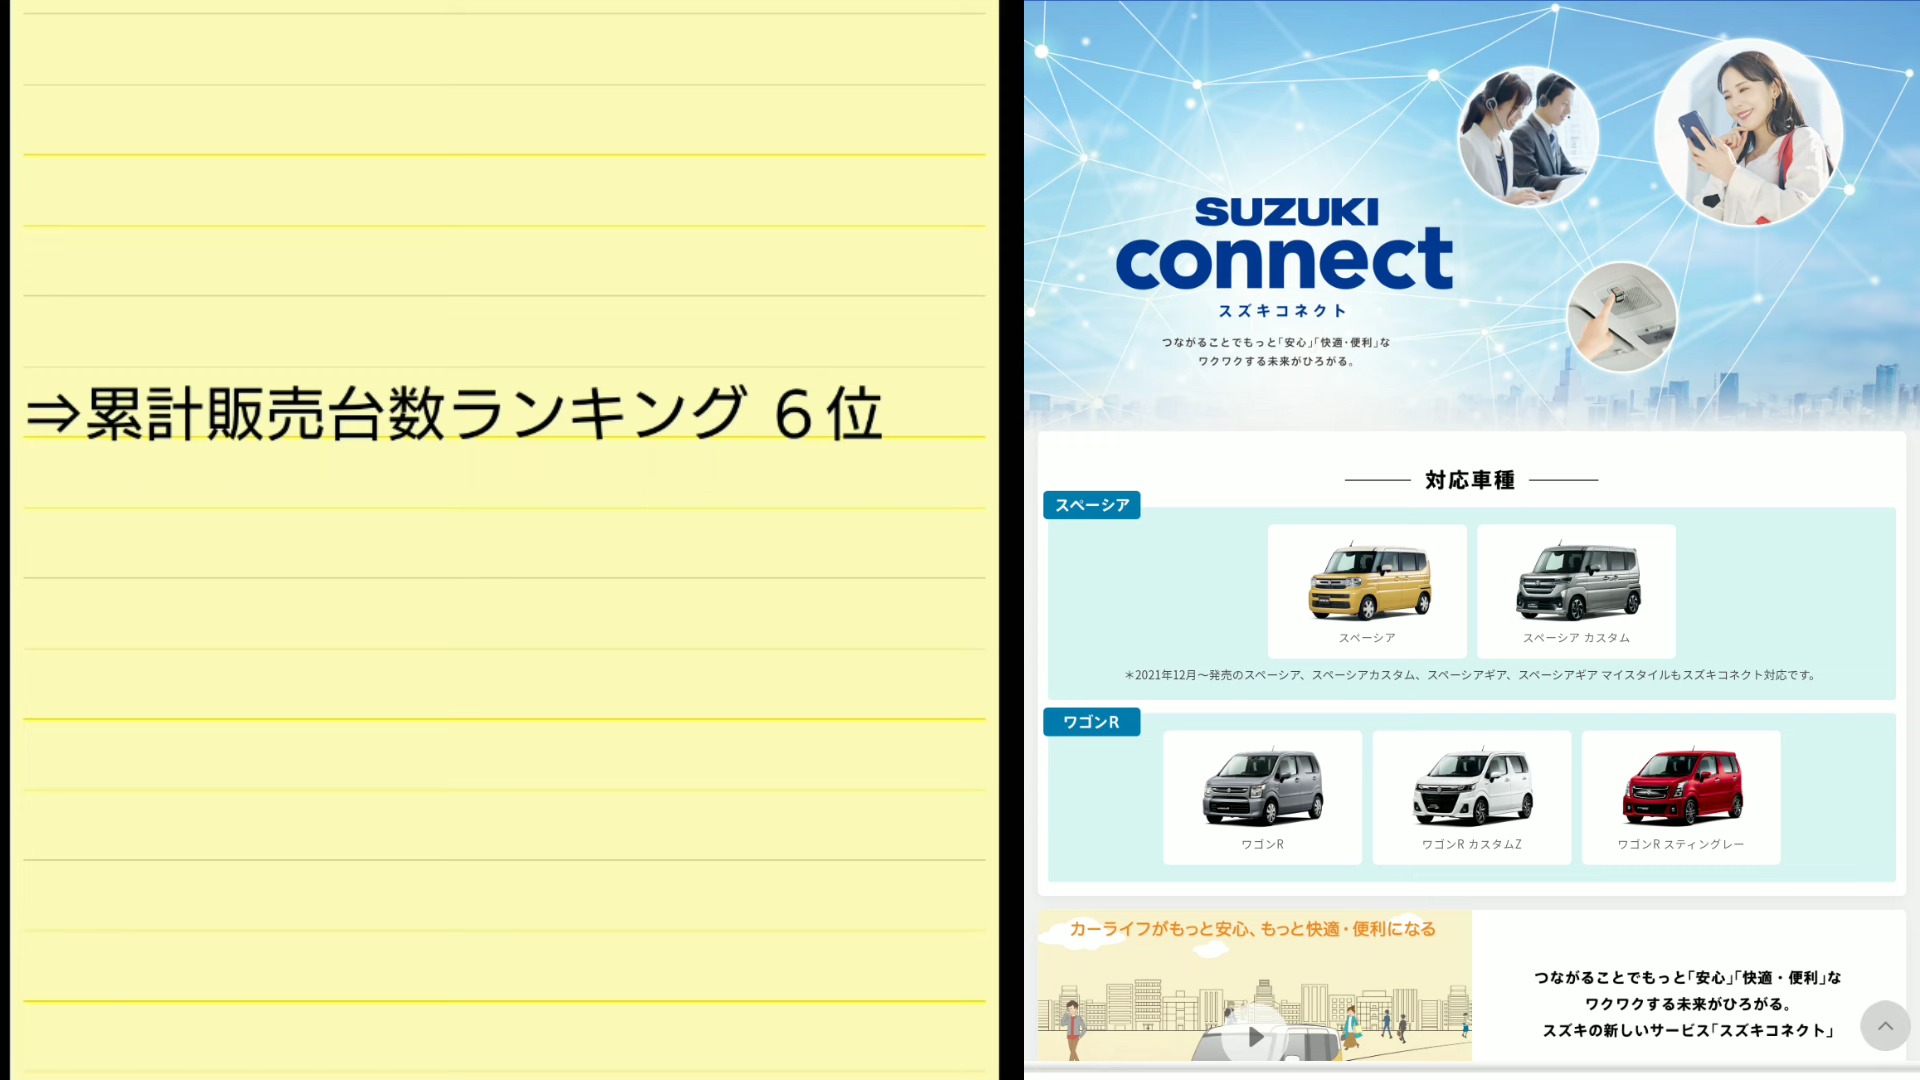 ⇒累計販売台数ランキング６位
SUZUKI
connect
スズキコネクト
つながることでもっと「安心」「快適・便利」な
ワクワクする未来がひろがる。
対応車種
スペーシア
スペーシア
スペーシア カスタム
＊2021年12月～発売のスペーシア、スペーシアカスタム、スペーシアギア、スペーシアギア マイスタイルもスズキコネクト対応です。
ワゴンR
ワゴンR
ワゴンR カスタムZ
ワゴンR スティングレー
カーライフがもっと安心、もっと快適・便利になる
つながることでもっと「安心」「快適・便利」な
ワクワクする未来がひろがる。
スズキの新しいサービス「スズキコネクト」